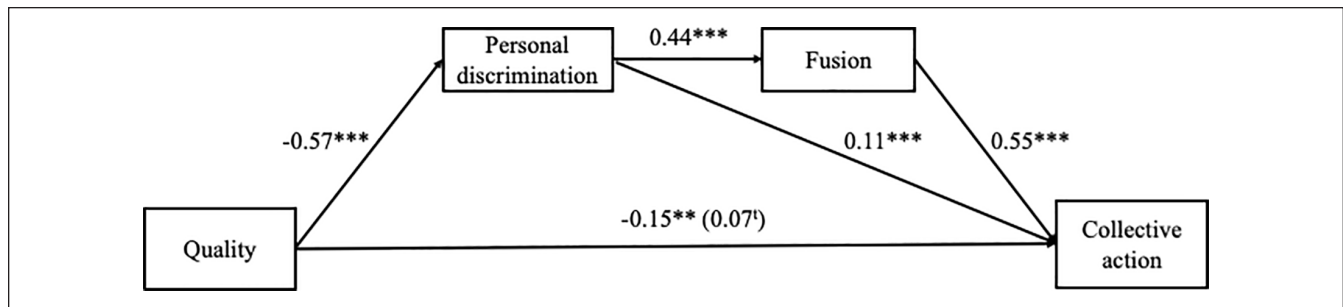 0.44***
Personal
discrimination
Fusion
-0.57***
0.11***
0.55***
-0.15** (0.07ᵗ)
Quality
Collective
action